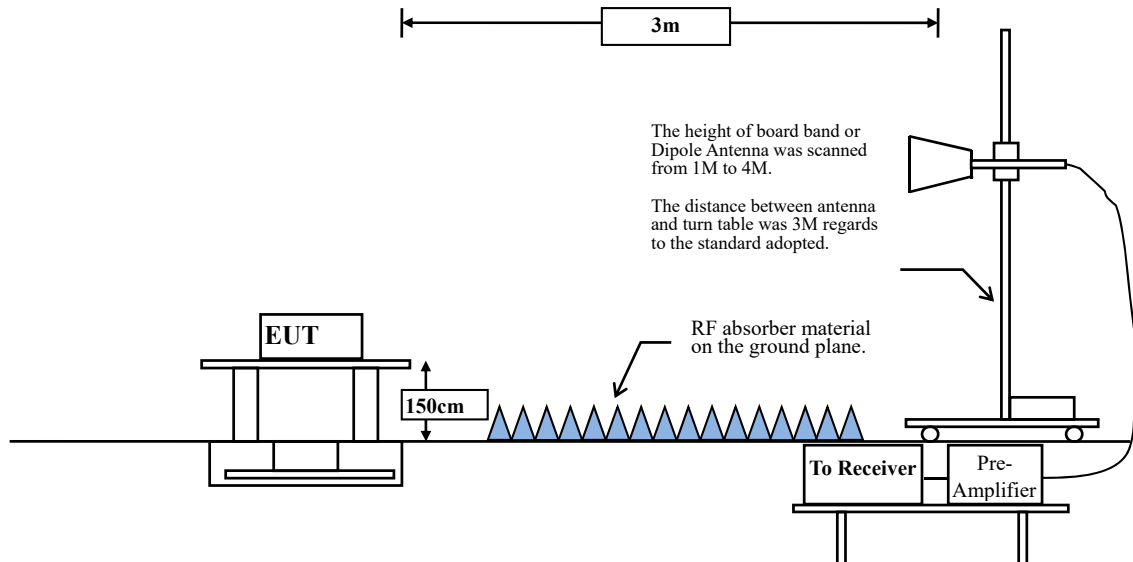 3m
The height of board band or
Dipole Antenna was scanned
from 1M to 4M.
The distance between antenna
and turn table was 3M regards
to the standard adopted.
EUT
RF absorber material
on the ground plane.
150cm
To Receiver
Pre-
Amplifier